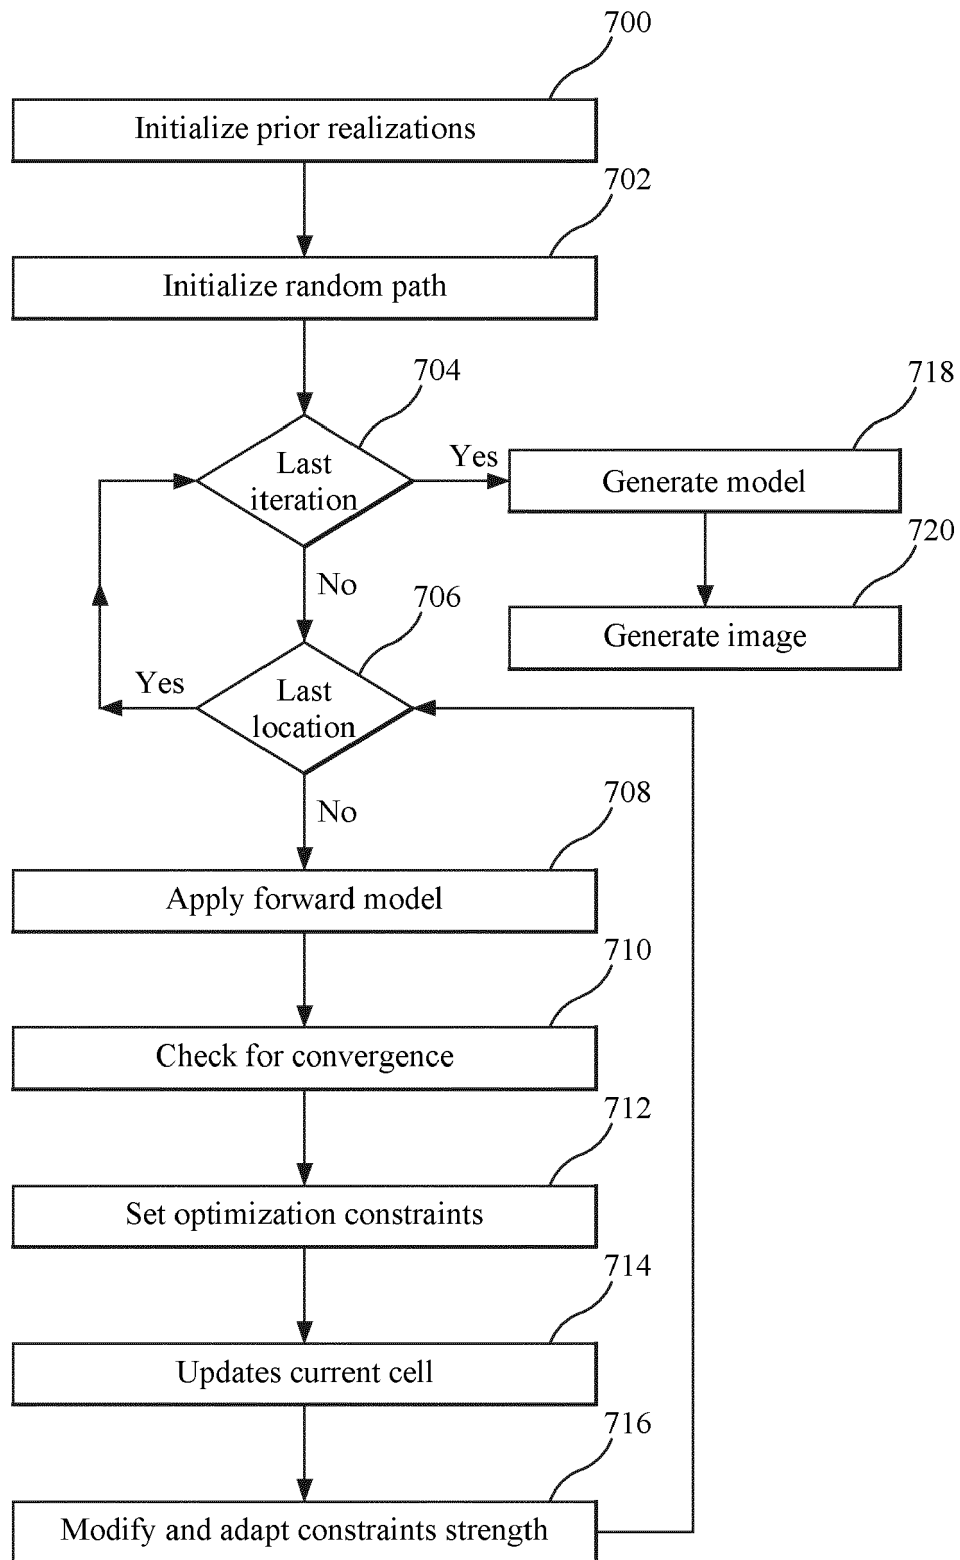 700
Initialize prior realizations
702
Initialize random path
704
Last
iteration
Yes
718
Generate model
720
Generate image
No
706
Last
location
Yes
No
708
Apply forward model
710
Check for convergence
712
Set optimization constraints
714
Updates current cell
716
Modify and adapt constraints strength